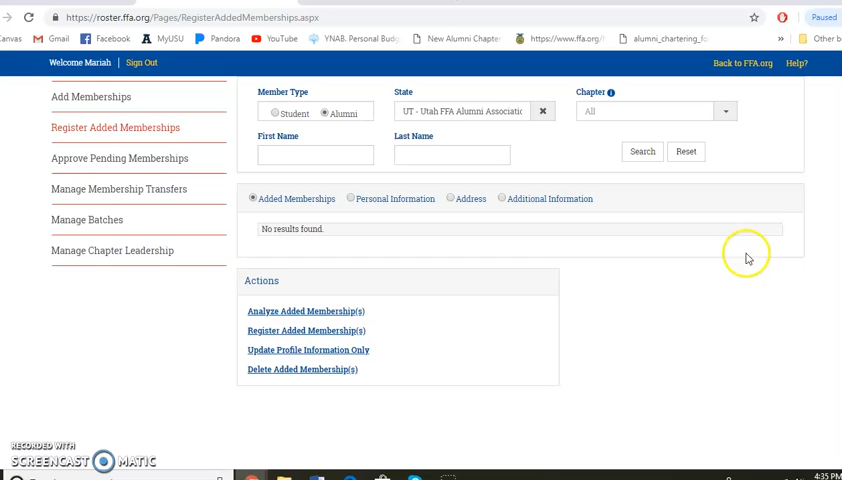 https://roster.ffa.org/Pages/RegisterAddedMemberships.aspx Paused
anvas Gmail Facebook MyUSU Pandora YouTube YNAB. Personal Budg New Alumni Chapter https://www.ffa.org/ alumni_chartering_fo » Other bo
Welcome Mariah Sign Out Back to FFA.org Help?
Add Memberships
Register Added Memberships
Approve Pending Memberships
Manage Membership Transfers
Manage Batches
Manage Chapter Leadership
Member Type State Chapter
Student Alumni UT - Utah FFA Alumni Associatic All
First Name Last Name
Search Reset
Added Memberships Personal Information Address Additional Information
No results found.
Actions
Analyze Added Membership(s)
Register Added Membership(s)
Update Profile Information Only
Delete Added Membership(s)
RECORDED WITH
SCREENCAST MATIC
4:35 PM